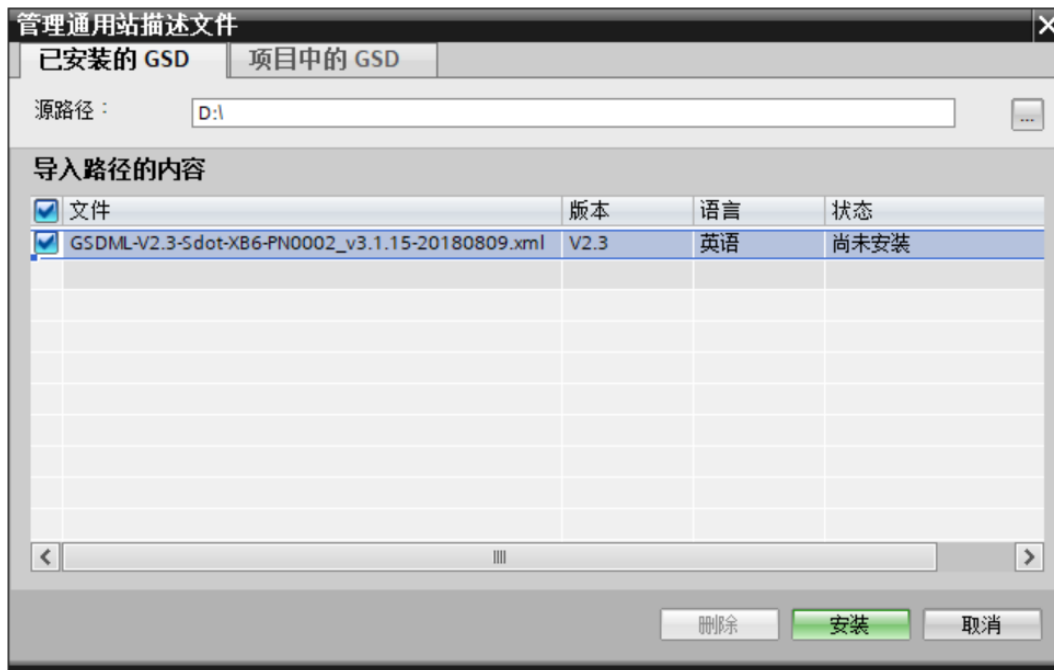 管理通用站描述文件
已安装的 GSD 项目中的 GSD
源路径： D:\ ...
导入路径的内容
文件 版本 语言 状态
GSDML-V2.3-Sdot-XB6-PN0002_v3.1.15-20180809.xml V2.3 英语 尚未安装
删除 安装 取消